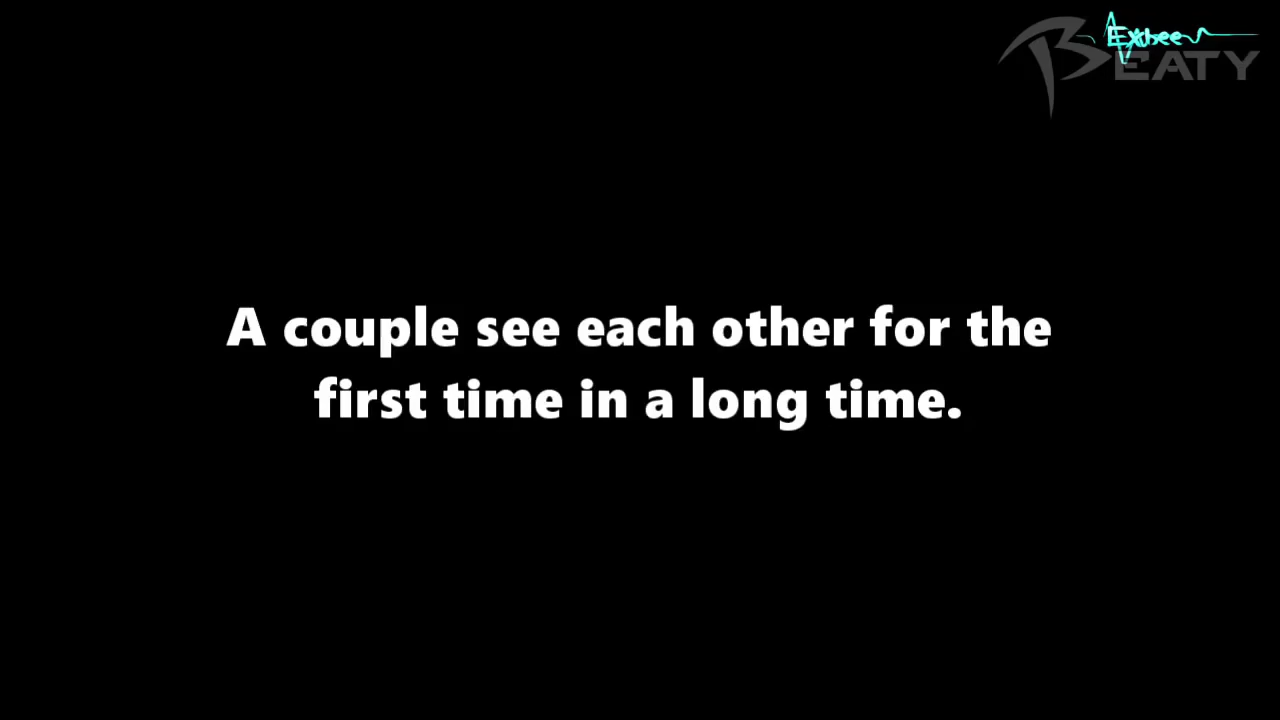 BEATY
A couple see each other for the
first time in a long time.